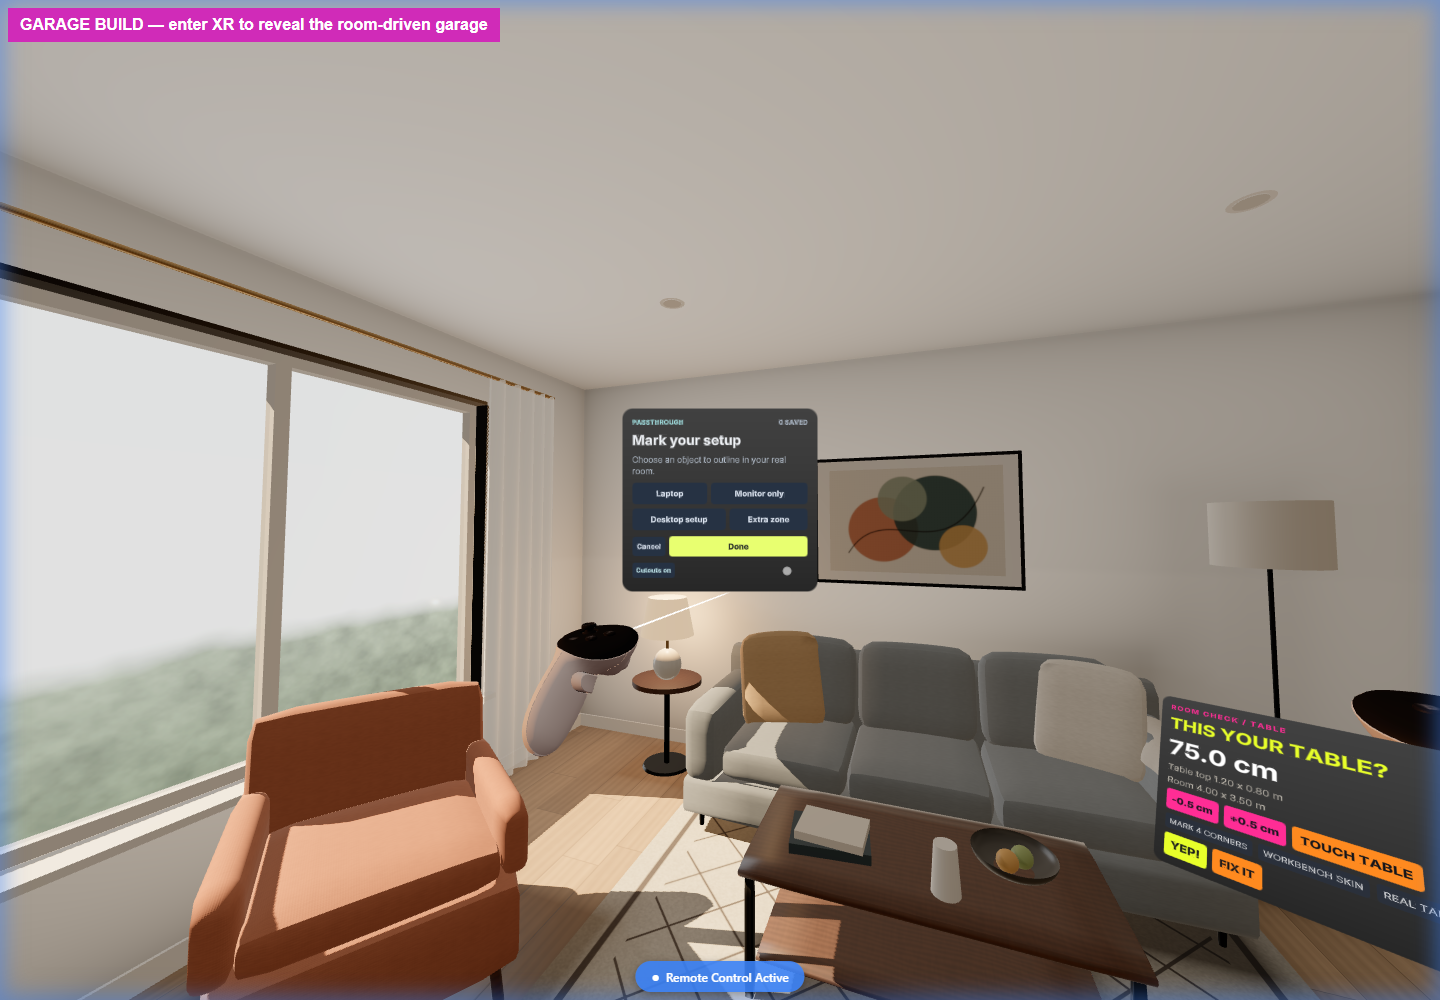 GARAGE BUILD — enter XR to reveal the room-driven garage
PASSTHROUGH
0 SAVED
Mark your setup
Choose an object to outline in your real
room.
Laptop
Monitor only
Desktop setup
Extra zone
Cancel
Done
Cutouts on
ROOM CHECK / TABLE
THIS YOUR TABLE?
75.0 cm
Table top 1.20 x 0.80 m
Room 4.00 x 3.50 m
-0.5 cm
+0.5 cm
TOUCH TABLE
MARK 4 CORNERS
WORKBENCH SKIN
REAL
YEP!
FIX IT
Remote Control Active